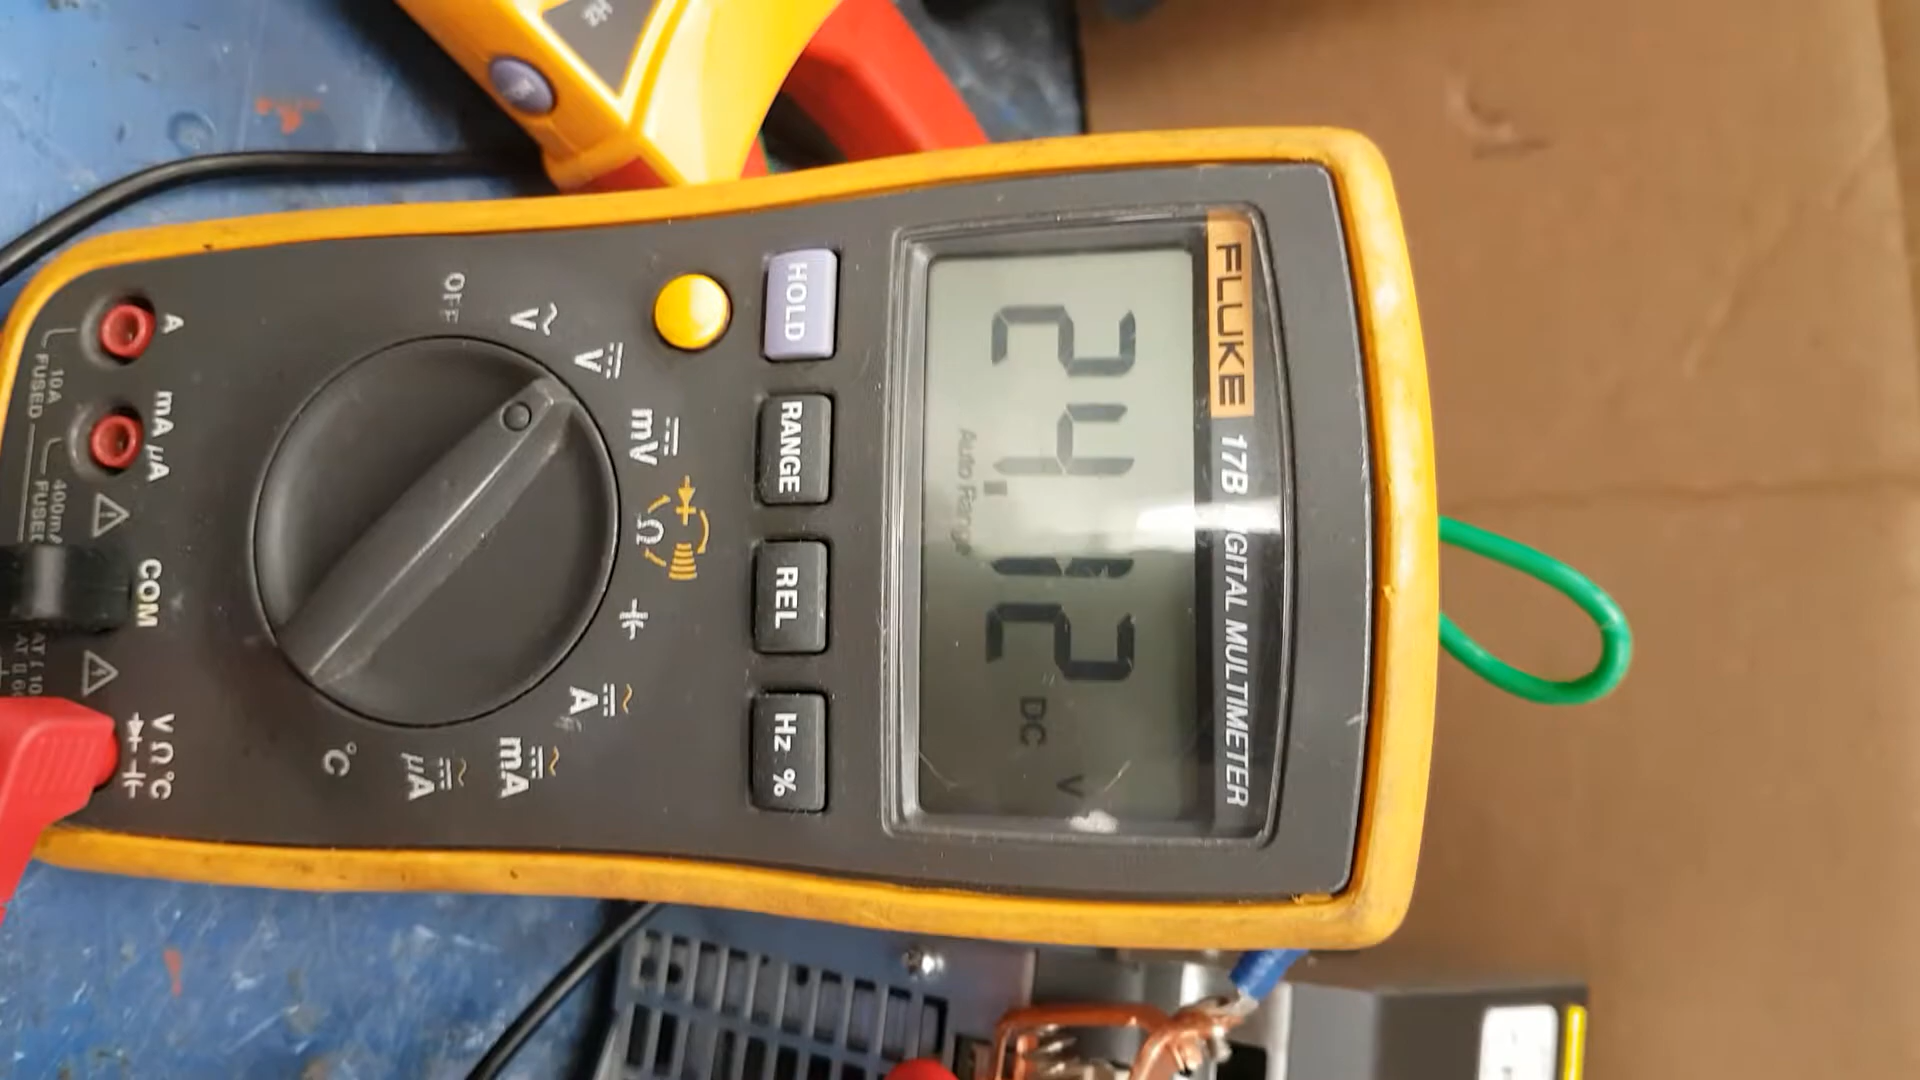 FLUKE 17B DIGITAL MULTIMETER
24.12
DC V
Auto Range
HOLD
RANGE
REL
Hz %
OFF
V
V
mV
Ω
A
mA
µA
°C
A
mA µA
COM
V Ω °C
10A
FUSED
400mA
FUSED
Hz